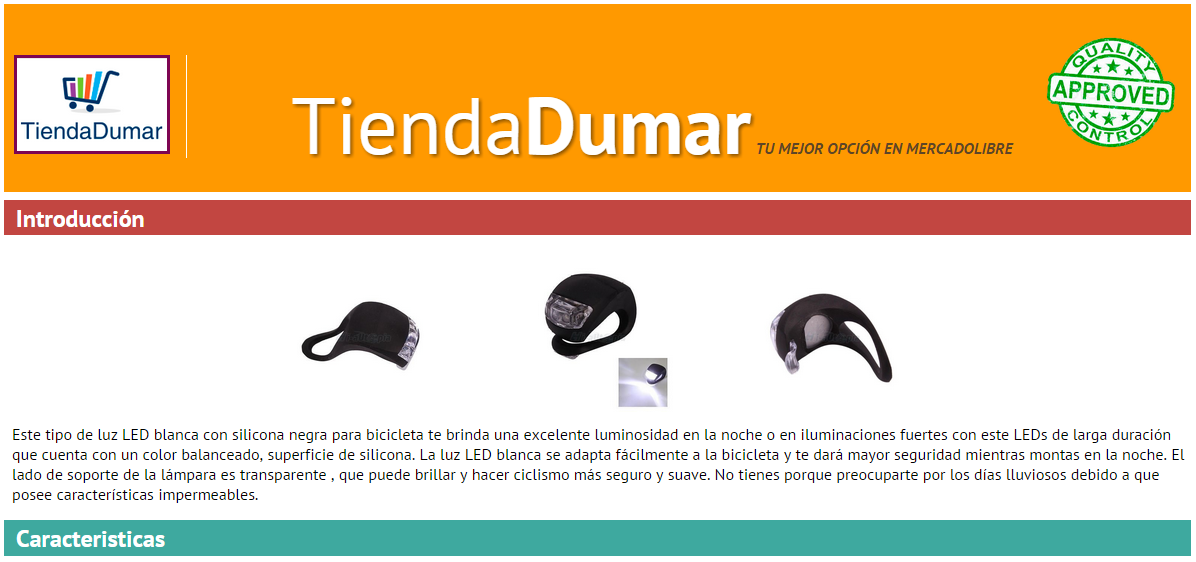 TiendaDumar
TiendaDumar TU MEJOR OPCIÓN EN MERCADOLIBRE
QUALITY
APPROVED
CONTROL
Introducción
Este tipo de luz LED blanca con silicona negra para bicicleta te brinda una excelente luminosidad en la noche o en iluminaciones fuertes con este LEDs de larga duración
que cuenta con un color balanceado, superficie de silicona. La luz LED blanca se adapta fácilmente a la bicicleta y te dará mayor seguridad mientras montas en la noche. El
lado de soporte de la lámpara es transparente , que puede brillar y hacer ciclismo más seguro y suave. No tienes porque preocuparte por los días lluviosos debido a que
posee características impermeables.
Caracteristicas